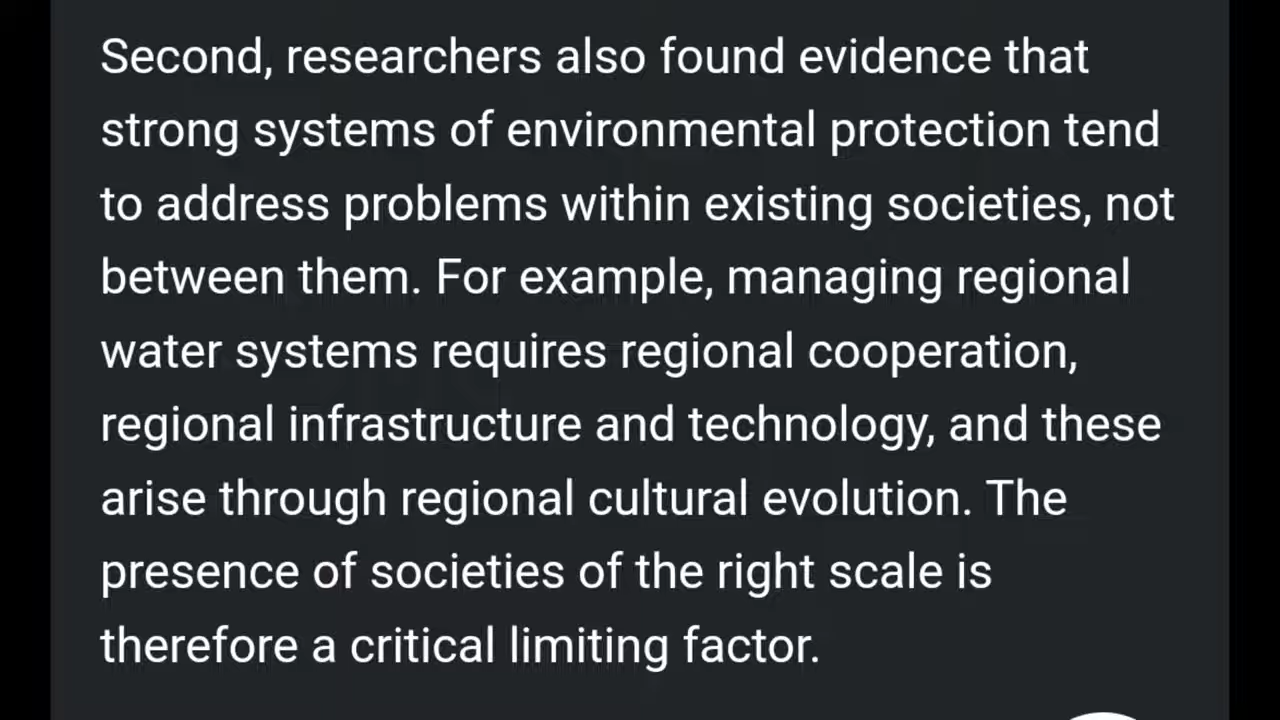 Second, researchers also found evidence that
strong systems of environmental protection tend
to address problems within existing societies, not
between them. For example, managing regional
water systems requires regional cooperation,
regional infrastructure and technology, and these
arise through regional cultural evolution. The
presence of societies of the right scale is
therefore a critical limiting factor.